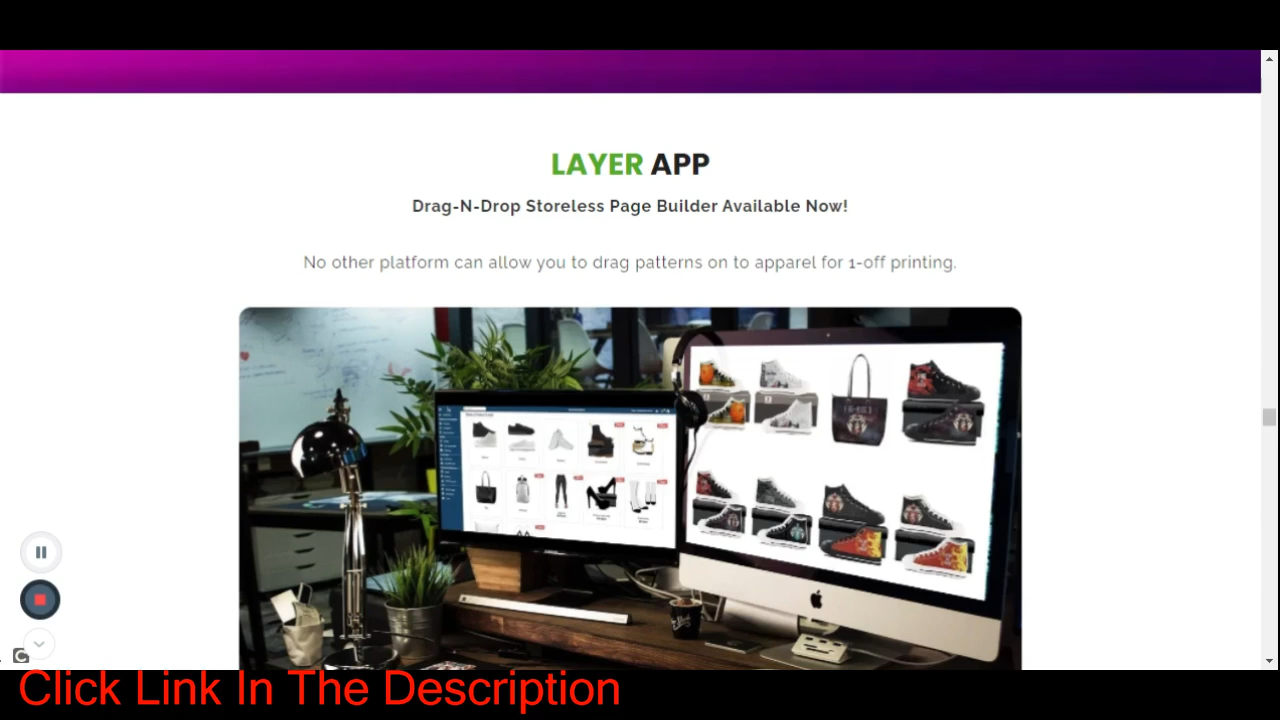 LAYER APP
Drag-N-Drop Storeless Page Builder Available Now!
No other platform can allow you to drag patterns on to apparel for 1-off printing.
Click Link In The Description